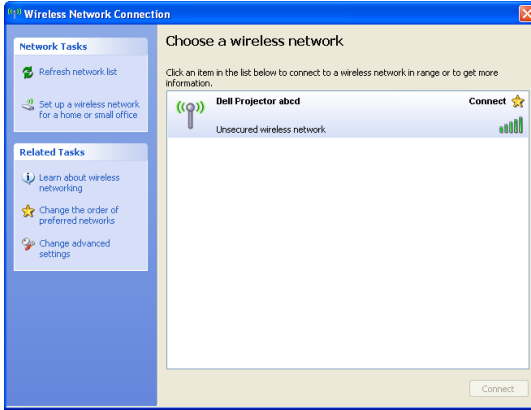 Wireless Network Connection
Network Tasks
Refresh network list
Set up a wireless network
for a home or small office
Related Tasks
Learn about wireless
networking
Change the order of
preferred networks
Change advanced
settings
Choose a wireless network
Click an item in the list below to connect to a wireless network in range or to get more
information.
Dell Projector abcd
Connect
Unsecured wireless network
Connect